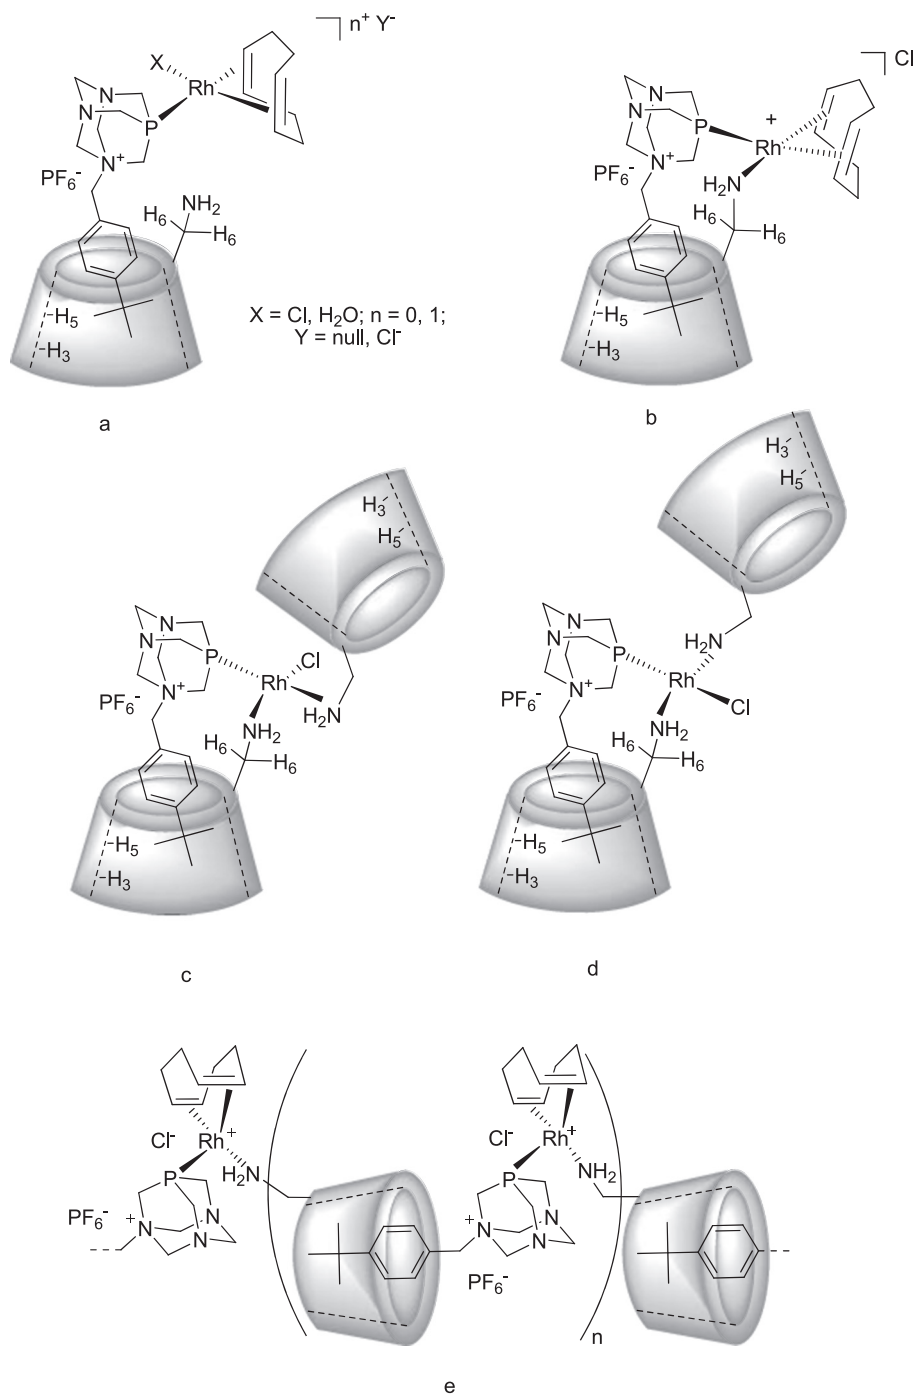 n⁺ Y⁻
X
Rh
N
N
P
N⁺
PF₆⁻
NH₂
H₆
H₆
H₅
H₃
X = Cl, H₂O; n = 0, 1;
Y = null, Cl⁻
a
Cl
N
N
P
+
Rh
N⁺
PF₆⁻
H₂N
H₆
H₆
H₅
H₃
b
H₃
H₅
N
N
P
Cl
Rh
N⁺
PF₆⁻
H₂N
NH₂
H₆
H₆
H₅
H₃
c
H₃
H₅
N
N
P
H₂N
Rh
N⁺
PF₆⁻
Cl
NH₂
H₆
H₆
H₅
H₃
d
Cl⁻
Rh⁺
H₂N
P
PF₆⁻
+
N
N
N
Cl⁻
Rh⁺
NH₂
P
+
N
N
N
PF₆⁻
n
e